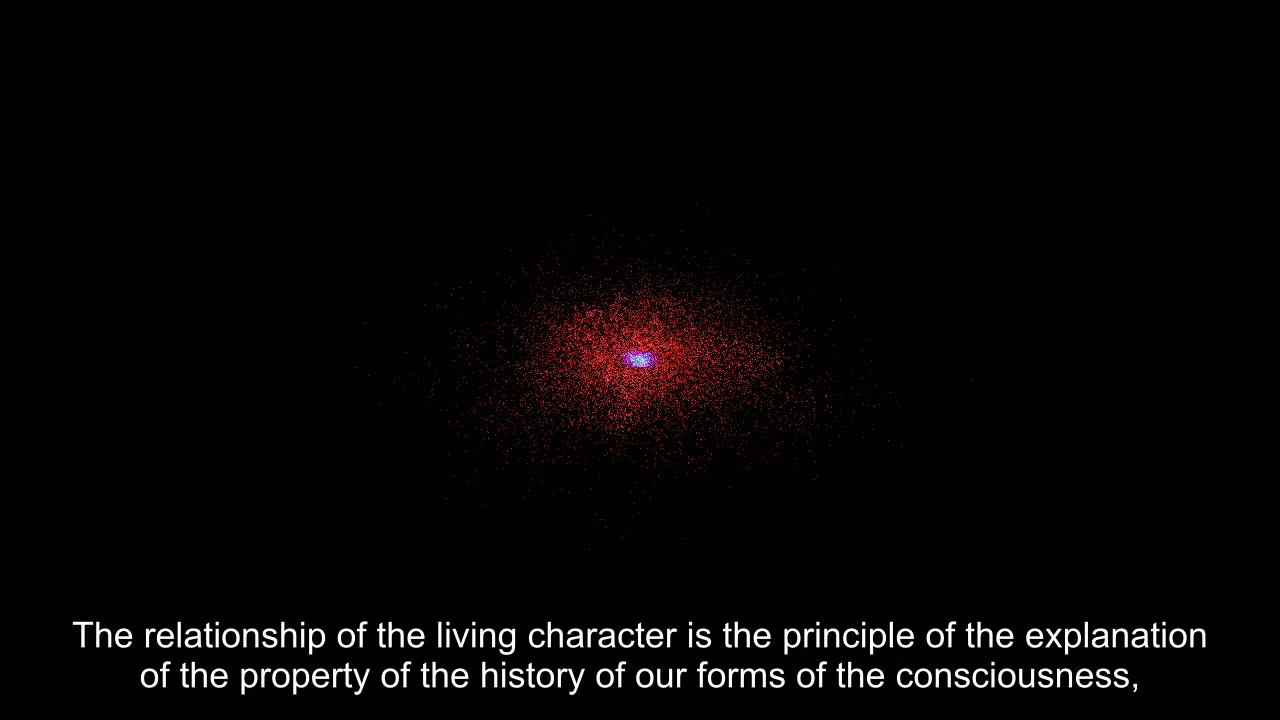 The relationship of the living character is the principle of the explanation
of the property of the history of our forms of the consciousness,